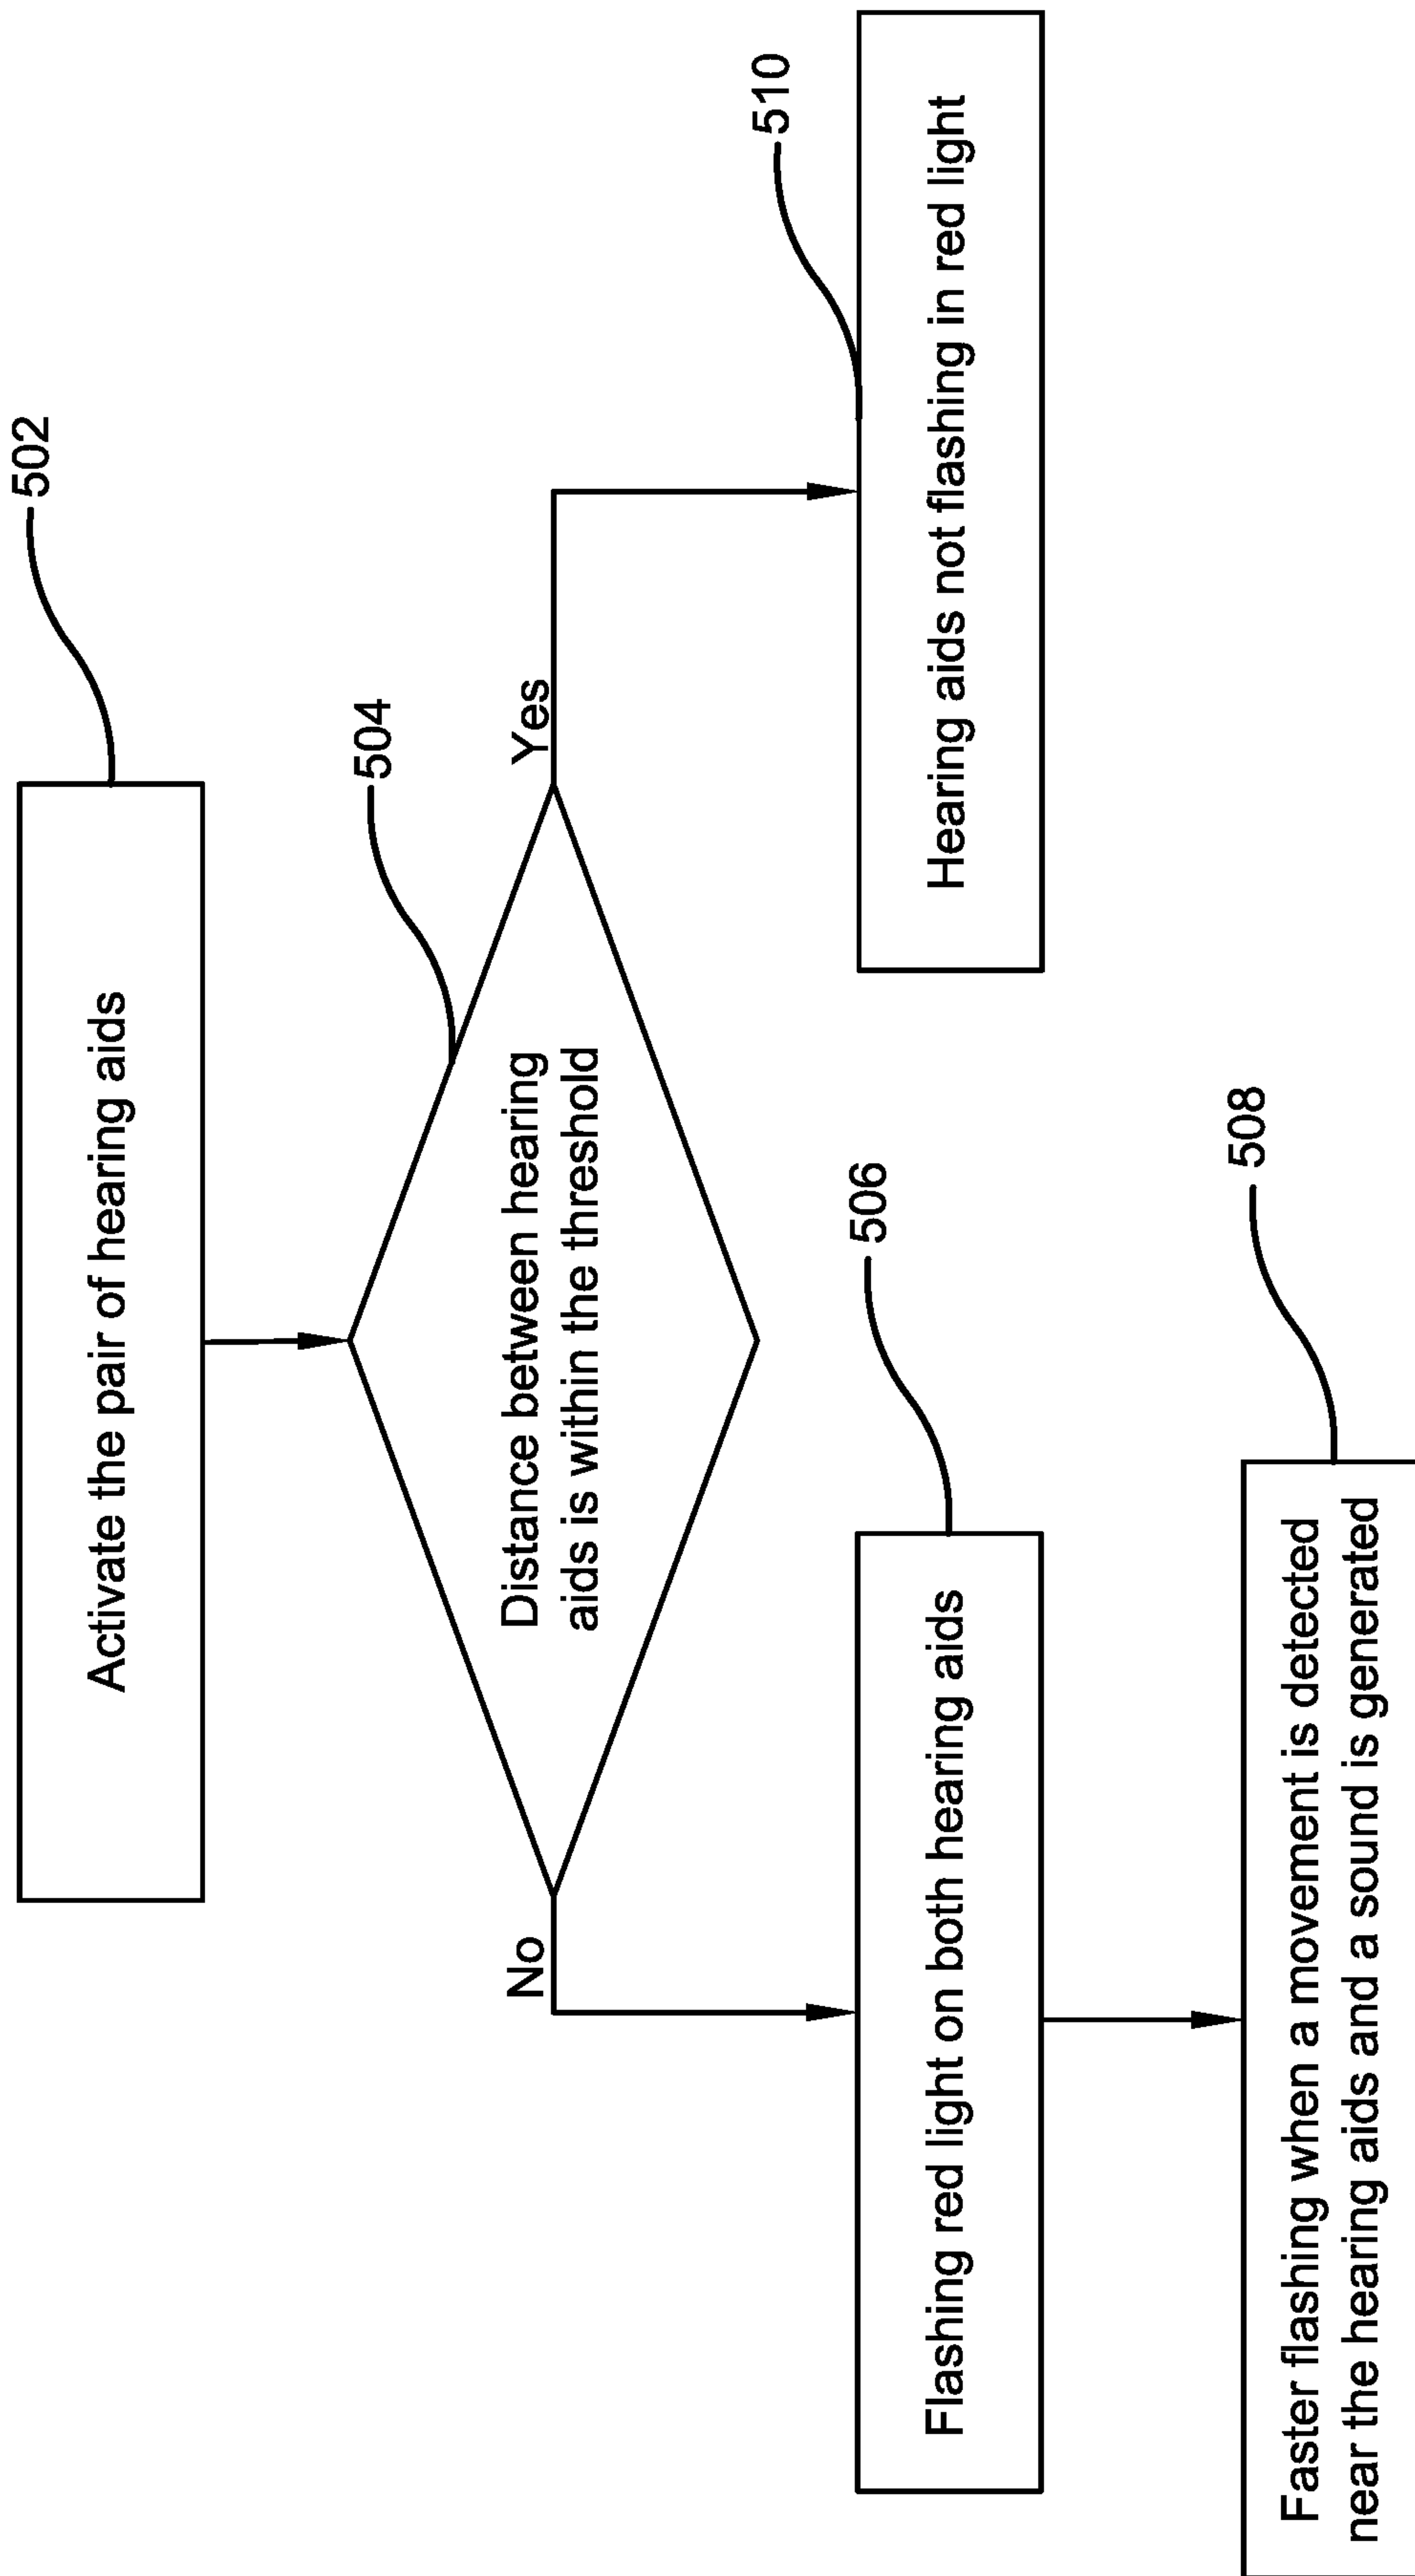 502
Activate the pair of hearing aids
504
Distance between hearing
aids is within the threshold
No
Yes
506
Flashing red light on both hearing aids
510
Hearing aids not flashing in red light
508
Faster flashing when a movement is detected
near the hearing aids and a sound is generated